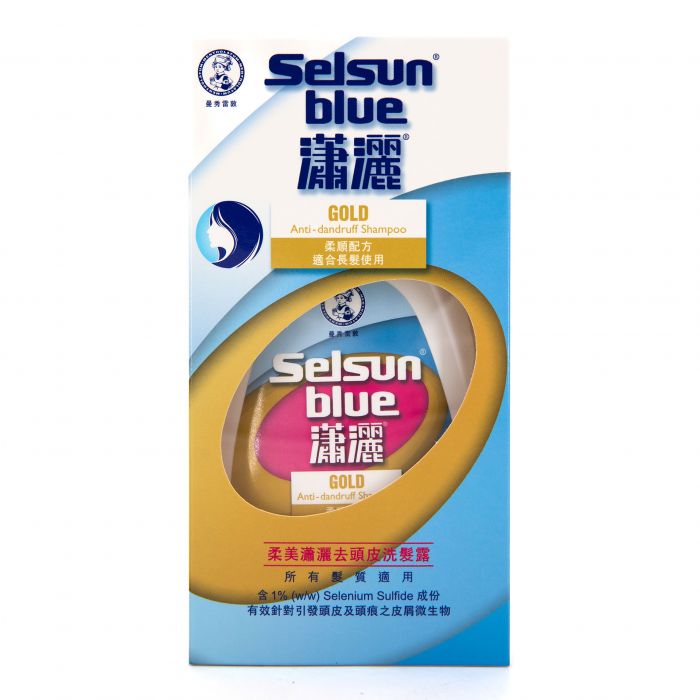 曼秀雷敦
Selsun®
blue
瀟灑®
GOLD
Anti-dandruff Shampoo
柔順配方
適合長髮使用
曼秀雷敦
Selsun®
blue
瀟灑®
GOLD
Anti-dandruff Sha
柔美瀟灑去頭皮洗髮露
所有髮質適用
含 1% (w/w) Selenium Sulfide 成份
有效針對引發頭皮及頭痕之皮屑微生物